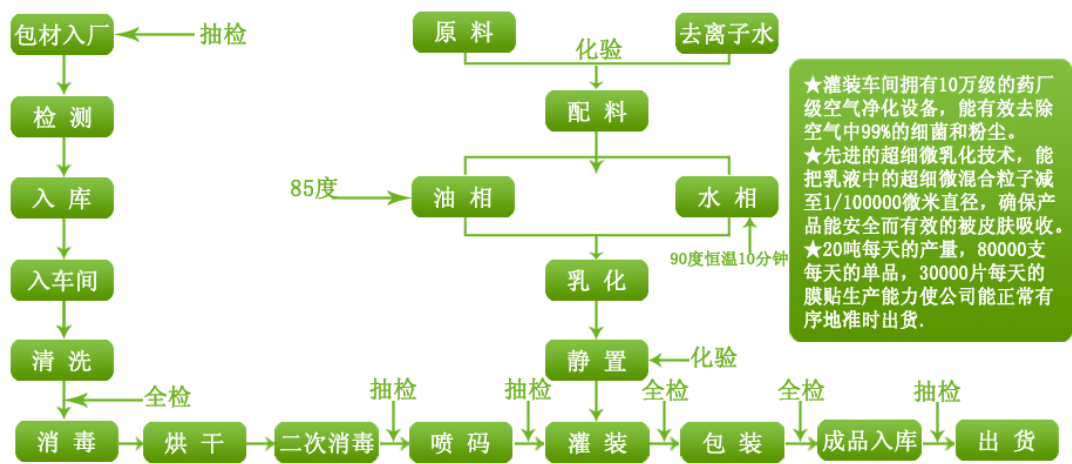 包材入厂
抽检
原料
去离子水
化验
检测
配料
入库
85度
油相
水相
90度恒温10分钟
入车间
乳化
清洗
静置
化验
全检
抽检
抽检
全检
全检
抽检
消毒
烘干
二次消毒
喷码
灌装
包装
成品入库
出货
★灌装车间拥有10万级的药厂
级空气净化设备，能有效去除
空气中99%的细菌和粉尘。
★先进的超细微乳化技术，能
把乳液中的超细微混合粒子减
至1/100000微米直径，确保产
品能安全而有效的被皮肤吸收。
★20吨每天的产量，80000支
每天的单品，30000片每天的
膜贴生产能力使公司能正常有
序地准时出货.